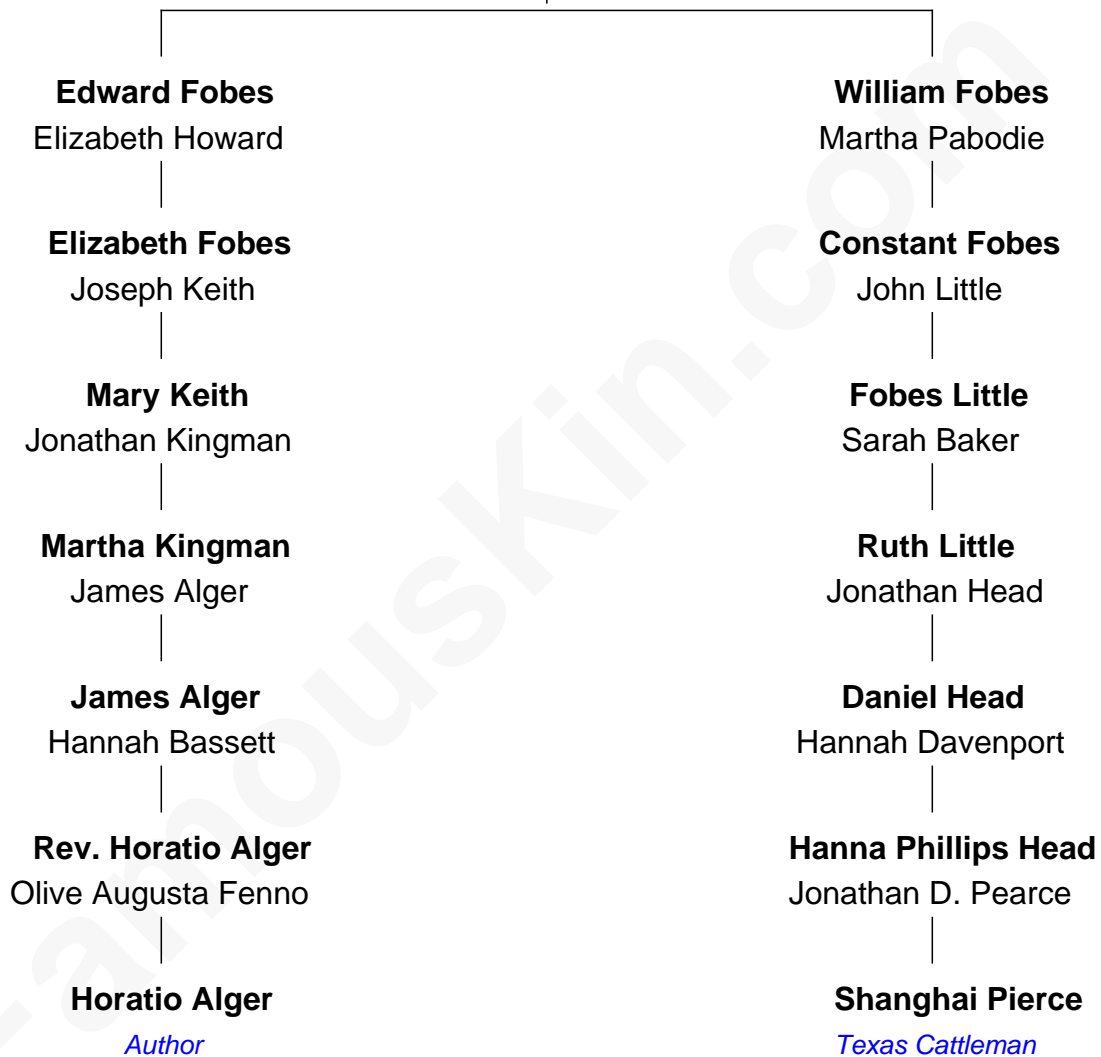 Edward Fobes
Elizabeth Howard
Elizabeth Fobes
Joseph Keith
Mary Keith
Jonathan Kingman
Martha Kingman
James Alger
James Alger
Hannah Bassett
Rev. Horatio Alger
Olive Augusta Fenno
Horatio Alger
Author
William Fobes
Martha Pabodie
Constant Fobes
John Little
Fobes Little
Sarah Baker
Ruth Little
Jonathan Head
Daniel Head
Hannah Davenport
Hanna Phillips Head
Jonathan D. Pearce
Shanghai Pierce
Texas Cattleman
FamousKin.com